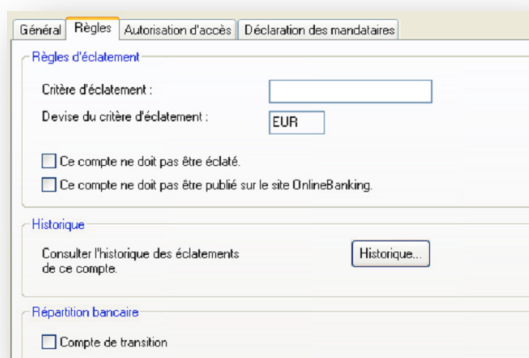 Général Règles Autorisation d'accès Déclaration des mandataires
Règles d'éclatement
Critère d'éclatement :
Devise du critère d'éclatement : EUR
Ce compte ne doit pas être éclaté.
Ce compte ne doit pas être publié sur le site OnlineBanking.
Historique
Consulter l'historique des éclatements
de ce compte.
Historique...
Répartition bancaire
Compte de transition